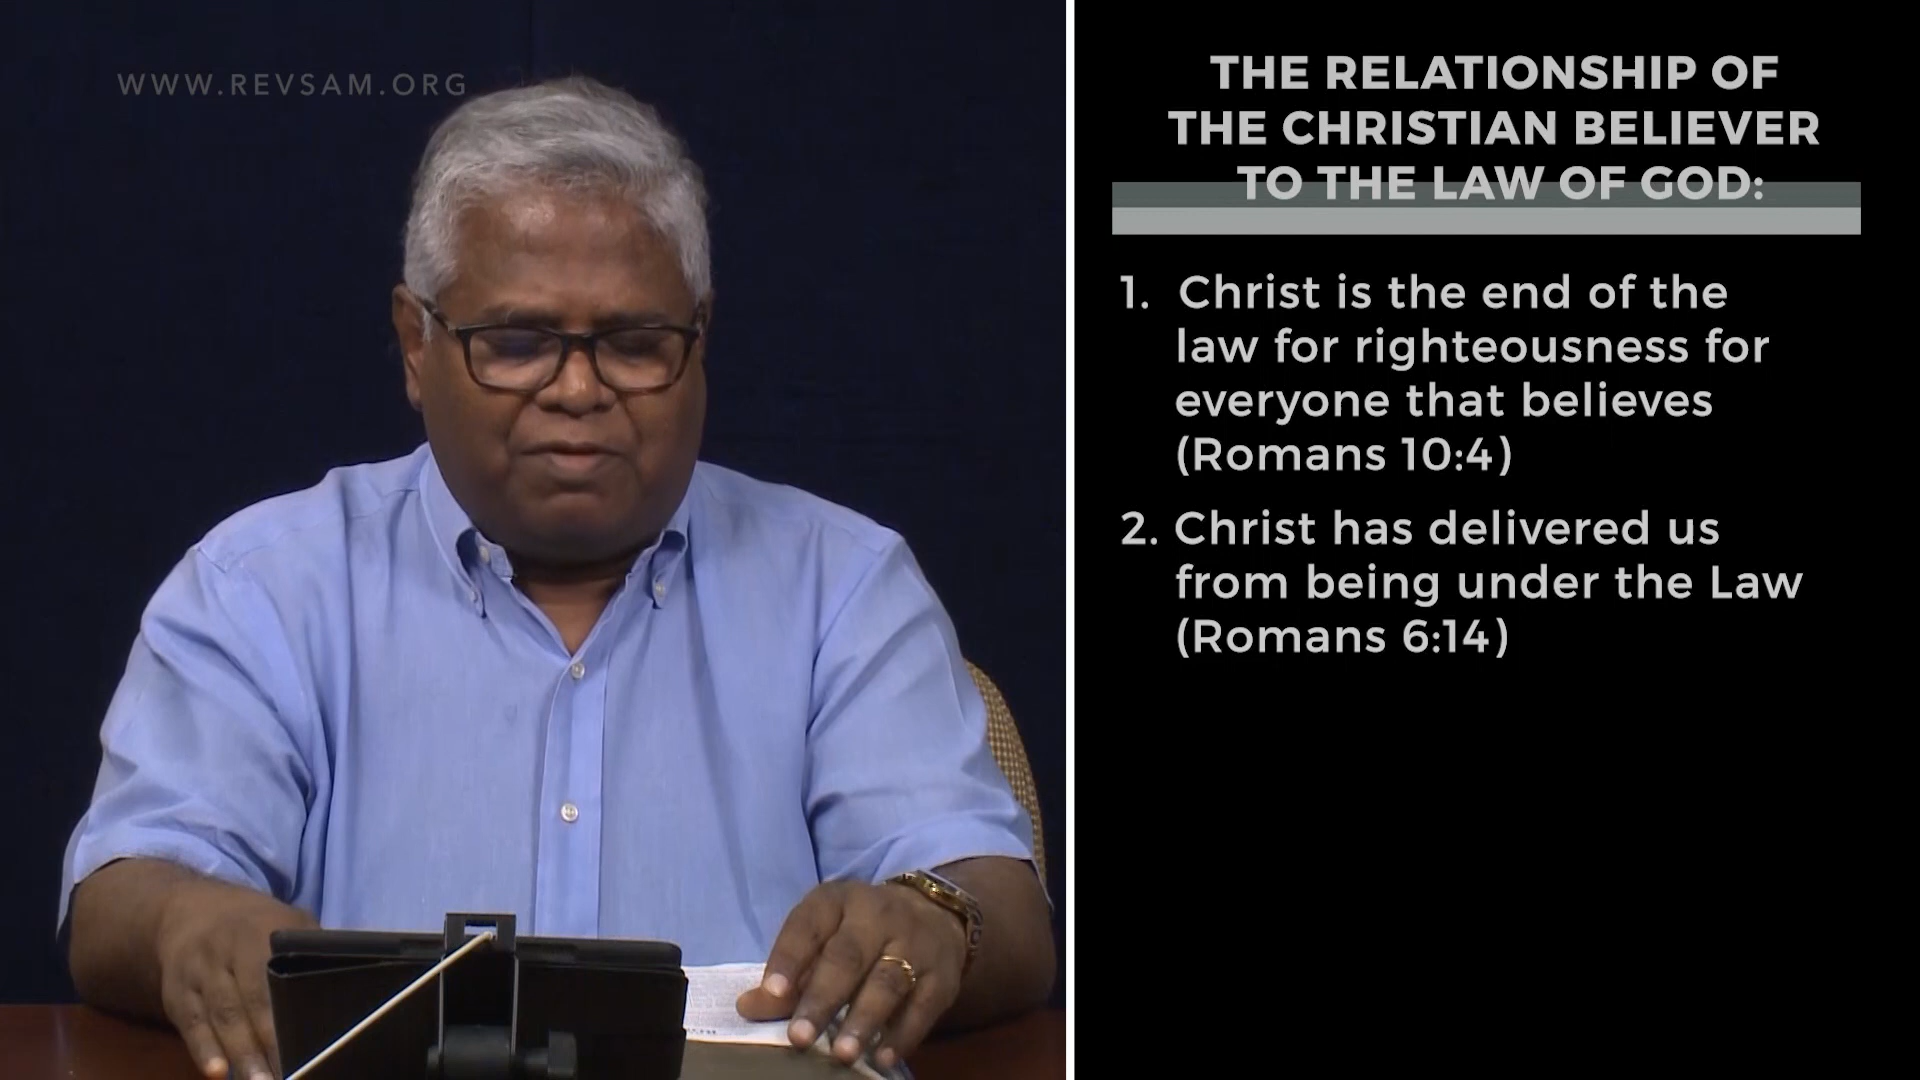 WWW.REVSAM.ORG
THE RELATIONSHIP OF
THE CHRISTIAN BELIEVER
TO THE LAW OF GOD:
1. Christ is the end of the
law for righteousness for
everyone that believes
(Romans 10:4)
2. Christ has delivered us
from being under the Law
(Romans 6:14)